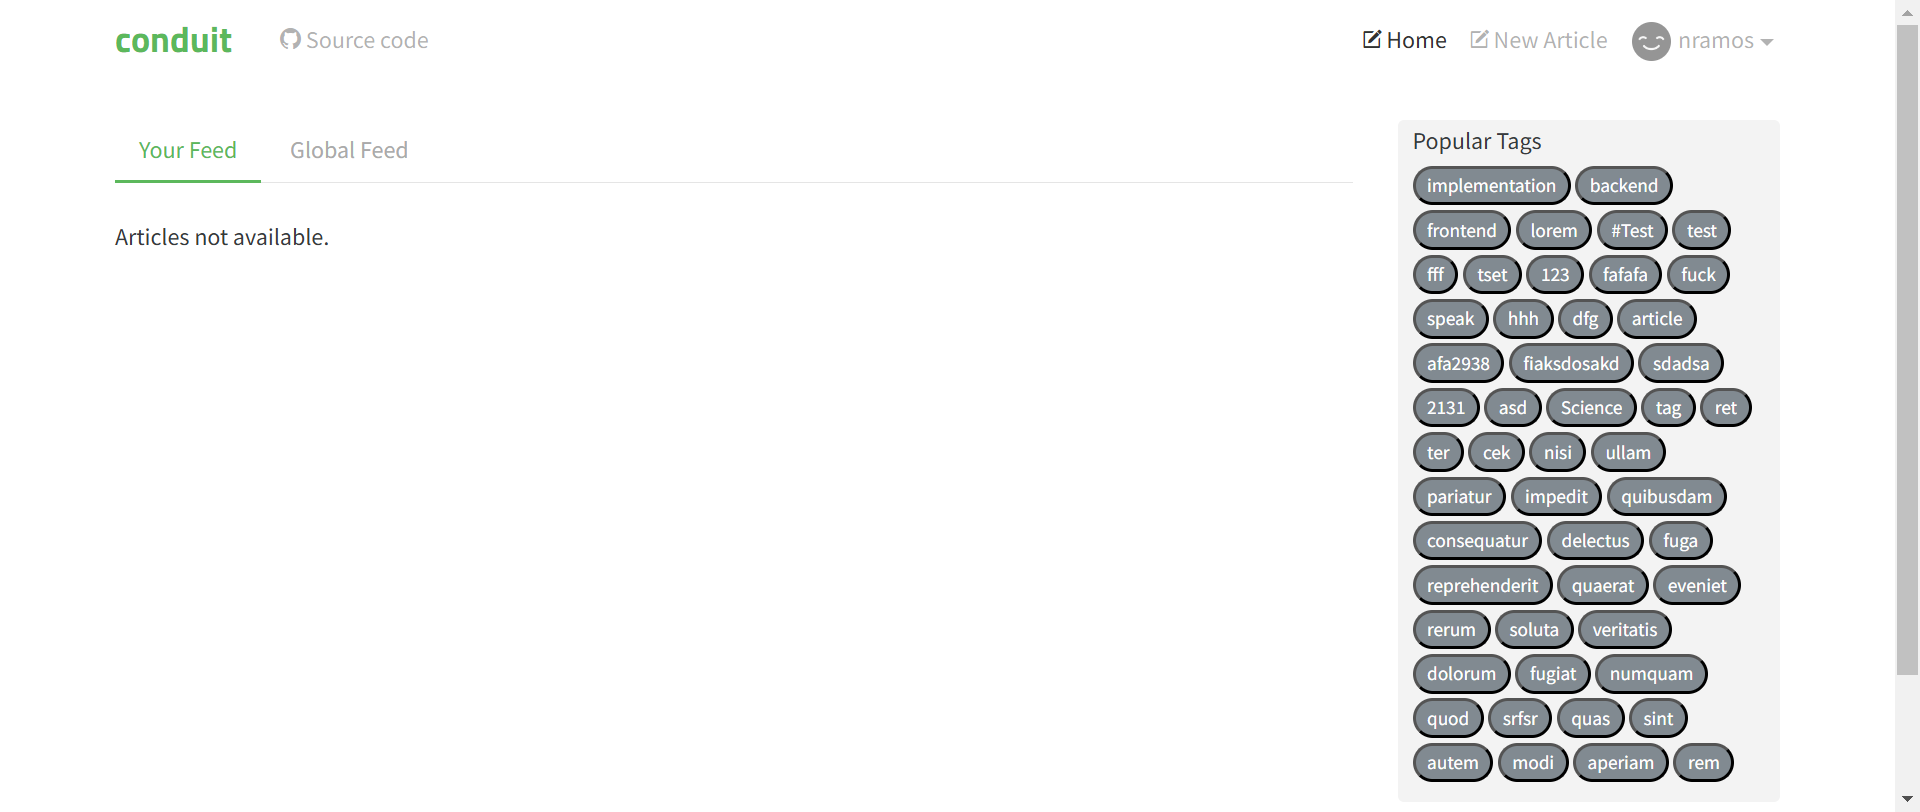 conduit Source code Home New Article nramos
Your Feed Global Feed
Articles not available.
Popular Tags
implementation backend
frontend lorem #Test test
fff tset 123 fafafa fuck
speak hhh dfg article
afa2938 fiaksdosakd sdadsa
2131 asd Science tag ret
ter cek nisi ullam
pariatur impedit quibusdam
consequatur delectus fuga
reprehenderit quaerat eveniet
rerum soluta veritatis
dolorum fugiat numquam
quod srfsr quas sint
autem modi aperiam rem